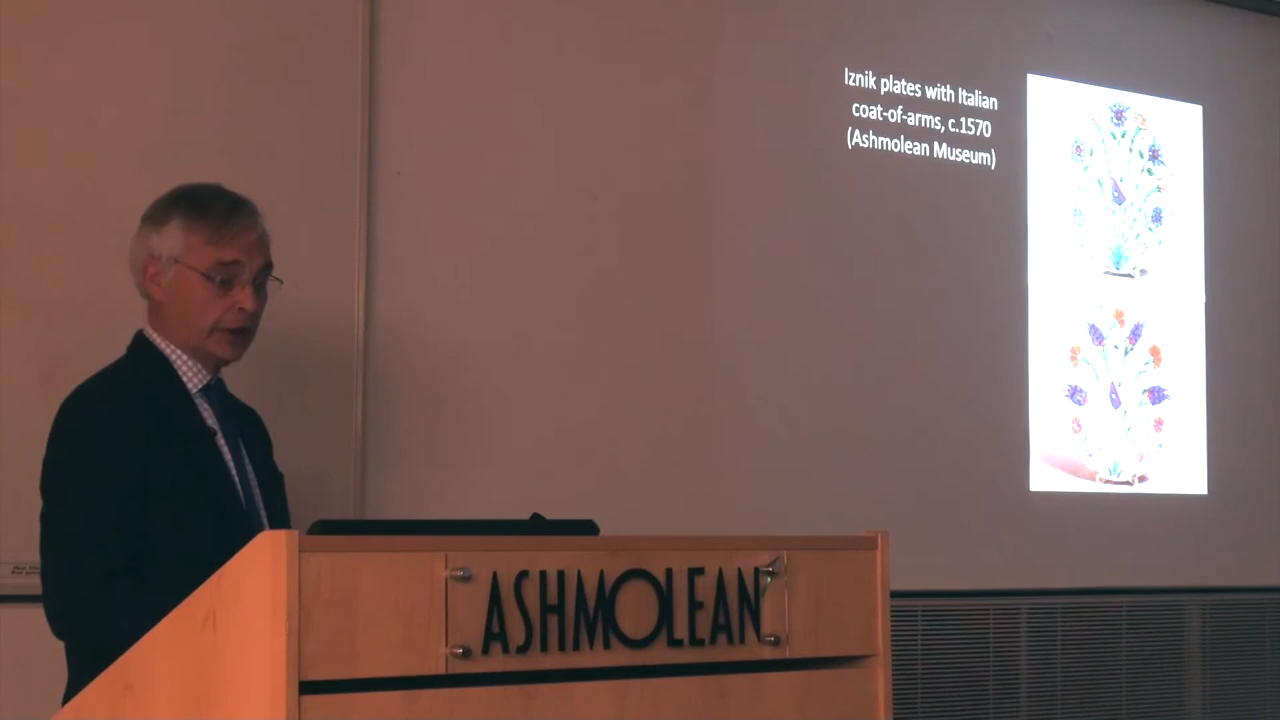 Iznik plates with Italian
coat-of-arms, c.1570
(Ashmolean Museum)
ASHMOLEAN